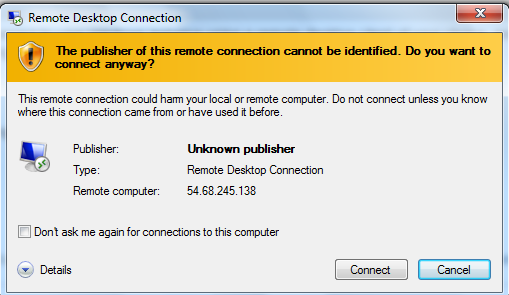 Remote Desktop Connection
The publisher of this remote connection cannot be identified. Do you want to
connect anyway?
This remote connection could harm your local or remote computer. Do not connect unless you know
where this connection came from or have used it before.
Publisher: Unknown publisher
Type: Remote Desktop Connection
Remote computer: 54.68.245.138
Don't ask me again for connections to this computer
Details Connect Cancel